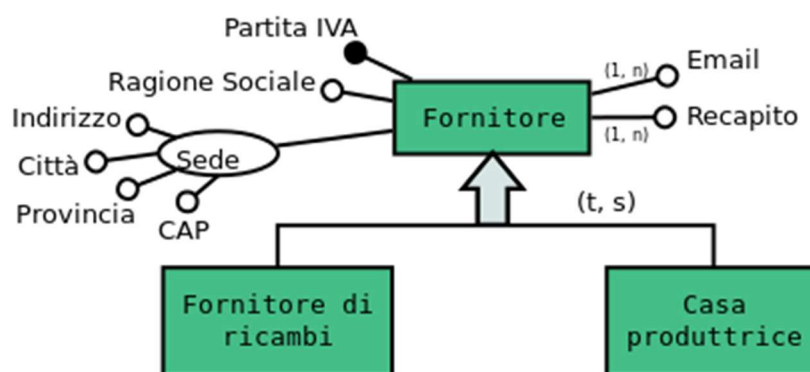 Partita IVA
Ragione Sociale
Indirizzo
Città
Sede
Provincia
CAP
Fornitore
(1, n)
Email
(1, n)
Recapito
(t, s)
Fornitore di
ricambi
Casa
produttrice